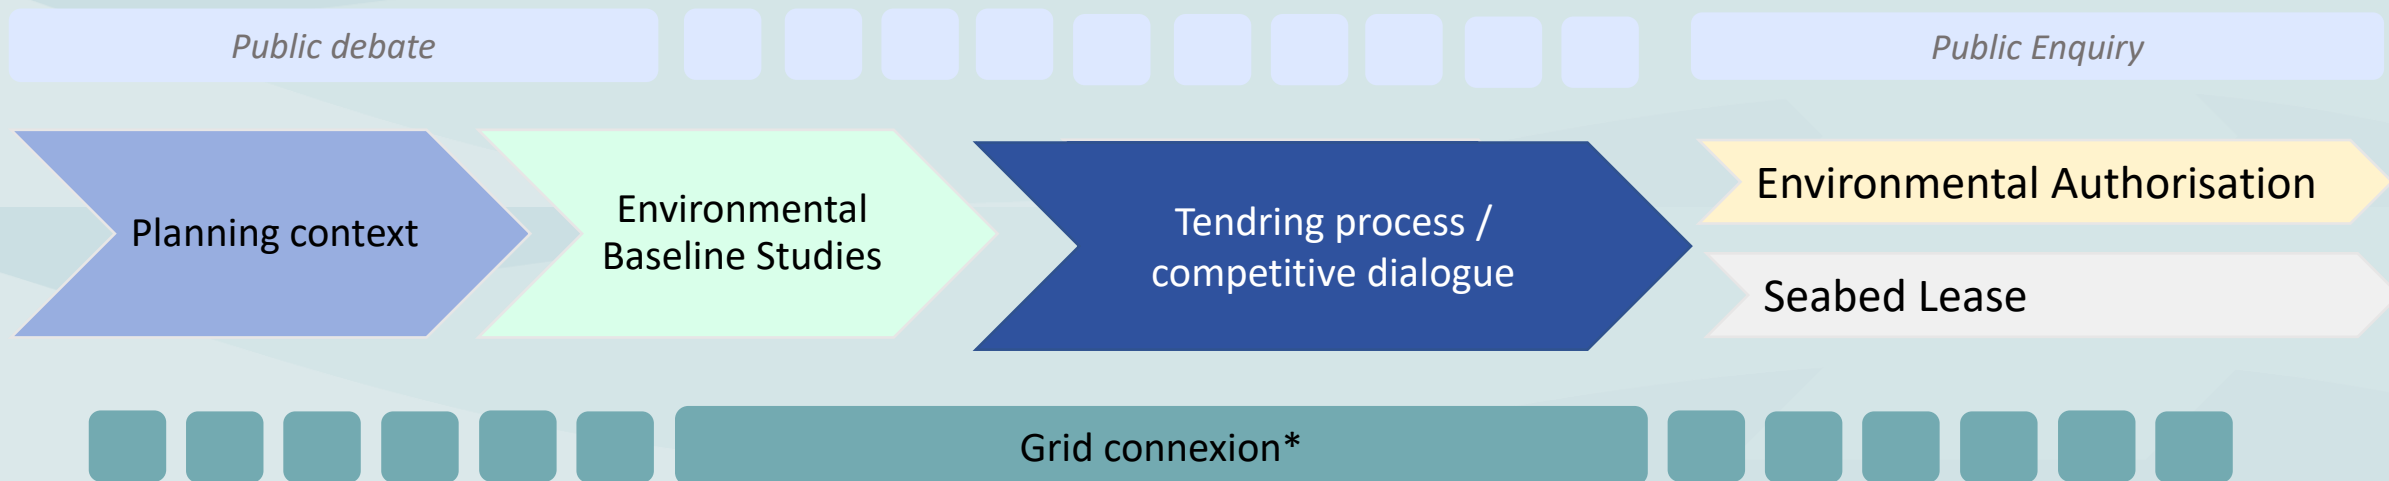 Public debate
Public Enquiry
Planning context
Environmental
Baseline Studies
Tendring process /
competitive dialogue
Environmental Authorisation
Seabed Lease
Grid connexion*